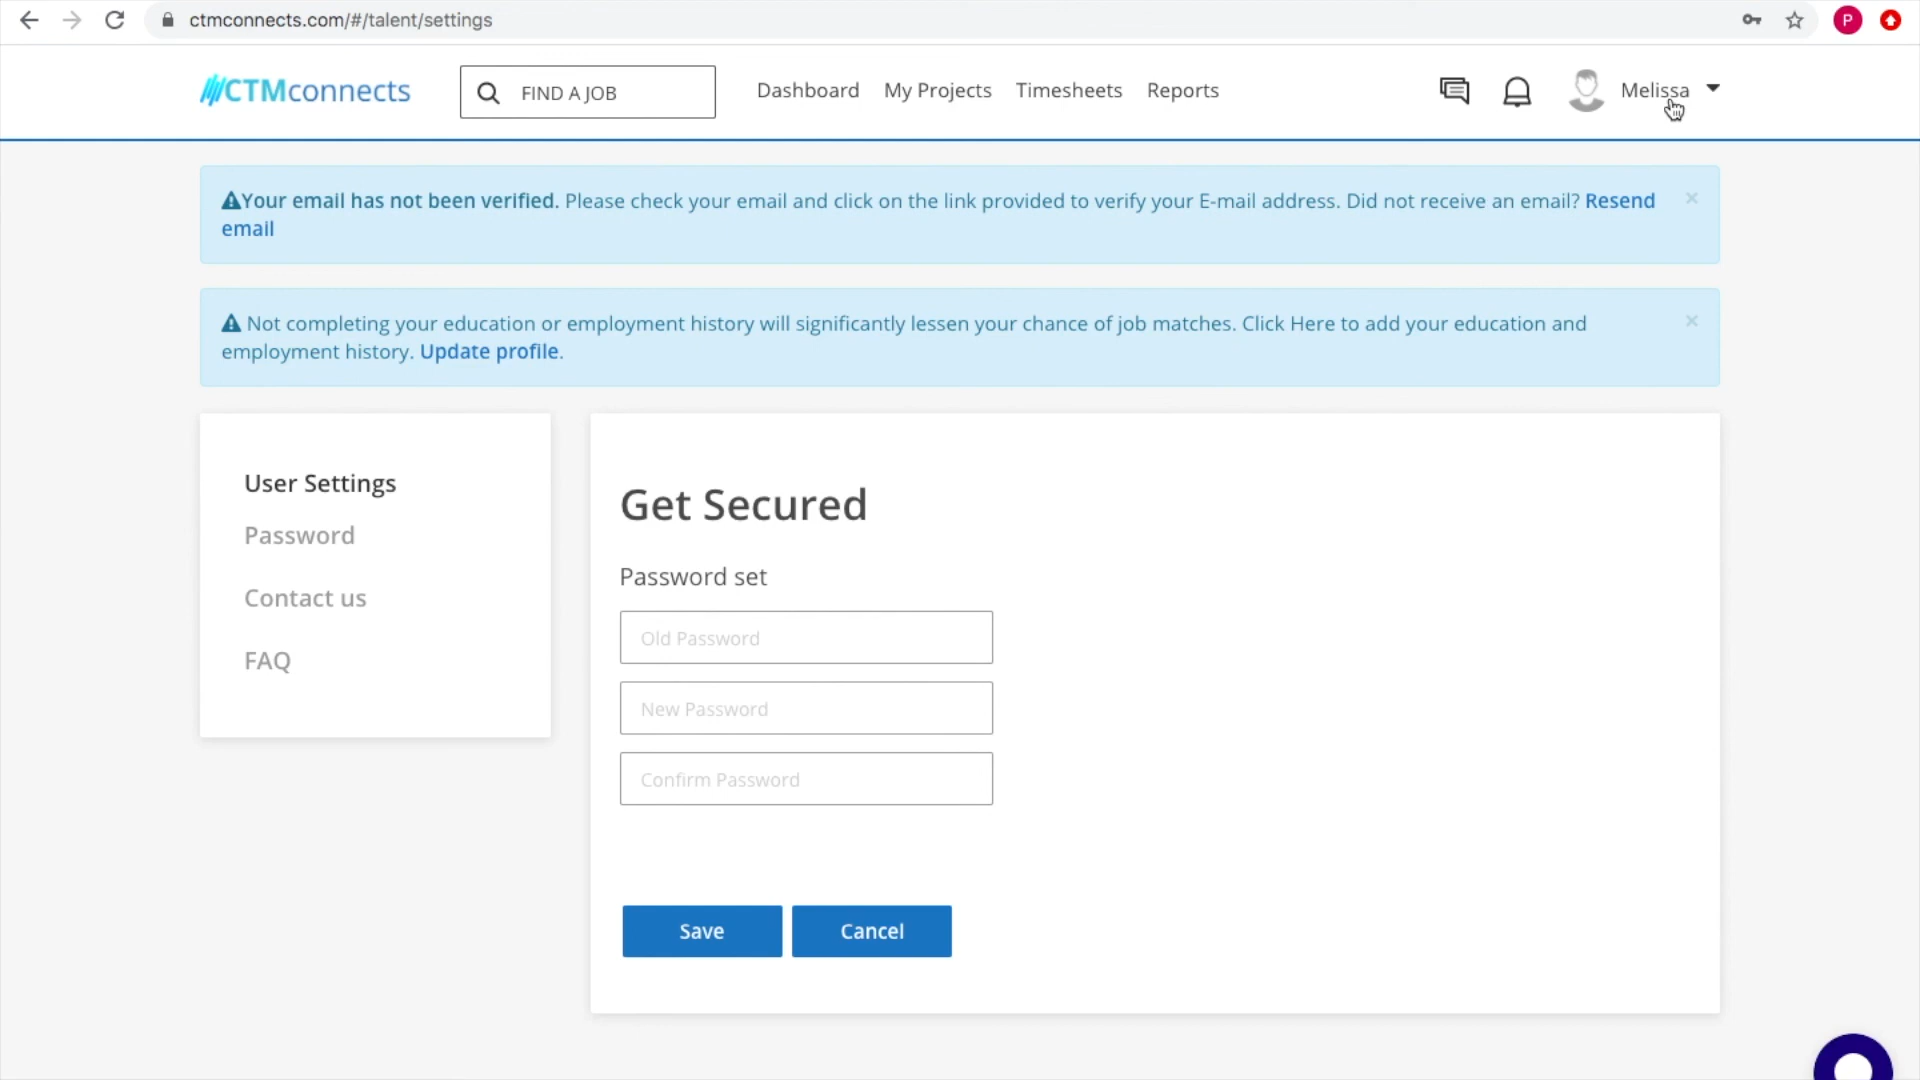 ctmconnects.com/#/talent/settings
P
CTMconnects
FIND A JOB
Dashboard
My Projects
Timesheets
Reports
Melissa
Your email has not been verified. Please check your email and click on the link provided to verify your E-mail address. Did not receive an email? Resend
email
×
Not completing your education or employment history will significantly lessen your chance of job matches. Click Here to add your education and
employment history. Update profile.
×
User Settings
Password
Contact us
FAQ
Get Secured
Password set
Old Password
New Password
Confirm Password
Save
Cancel